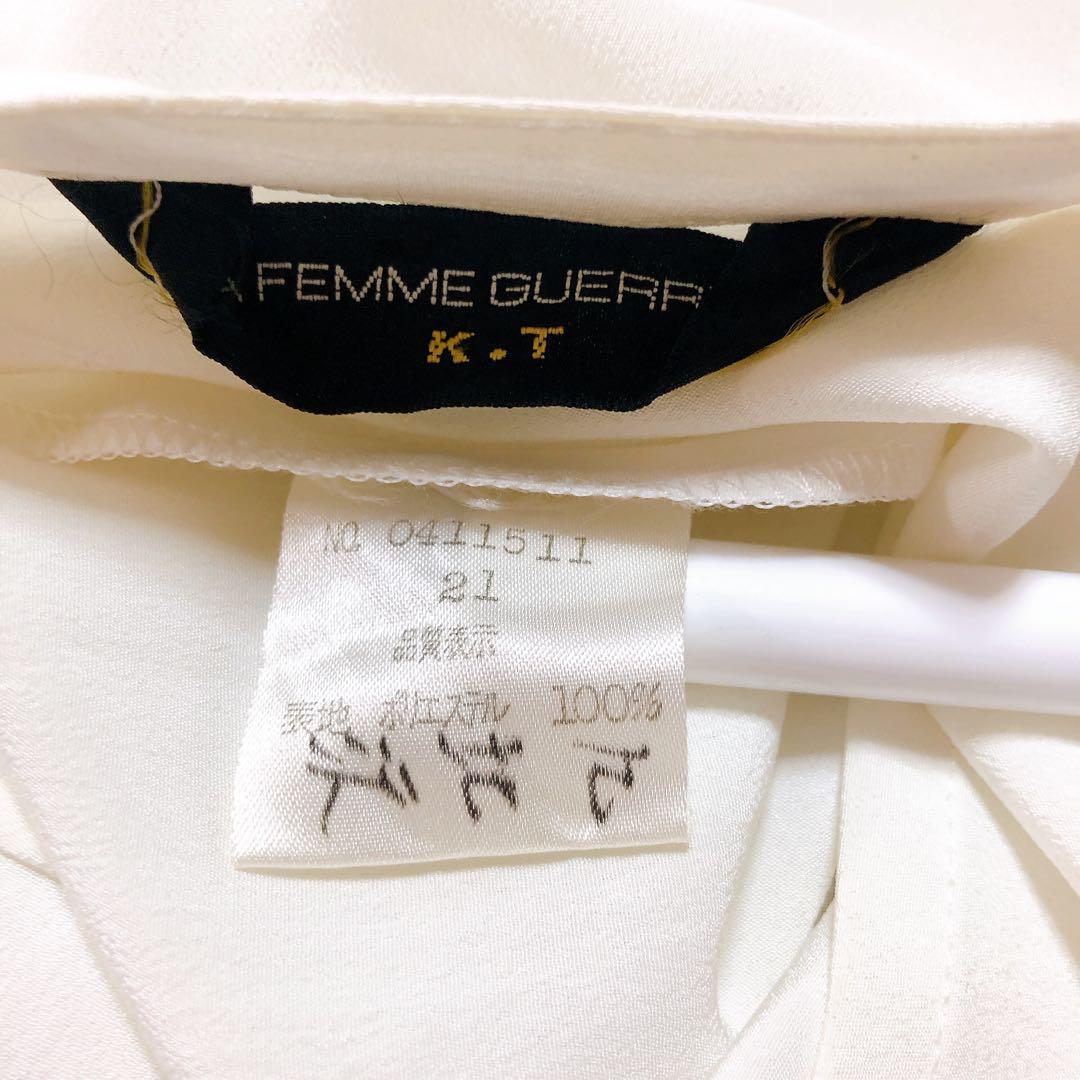 FEMME GUERR
K.T
NO. 0411511
21
品質表示
表地 ポリエステル 100%